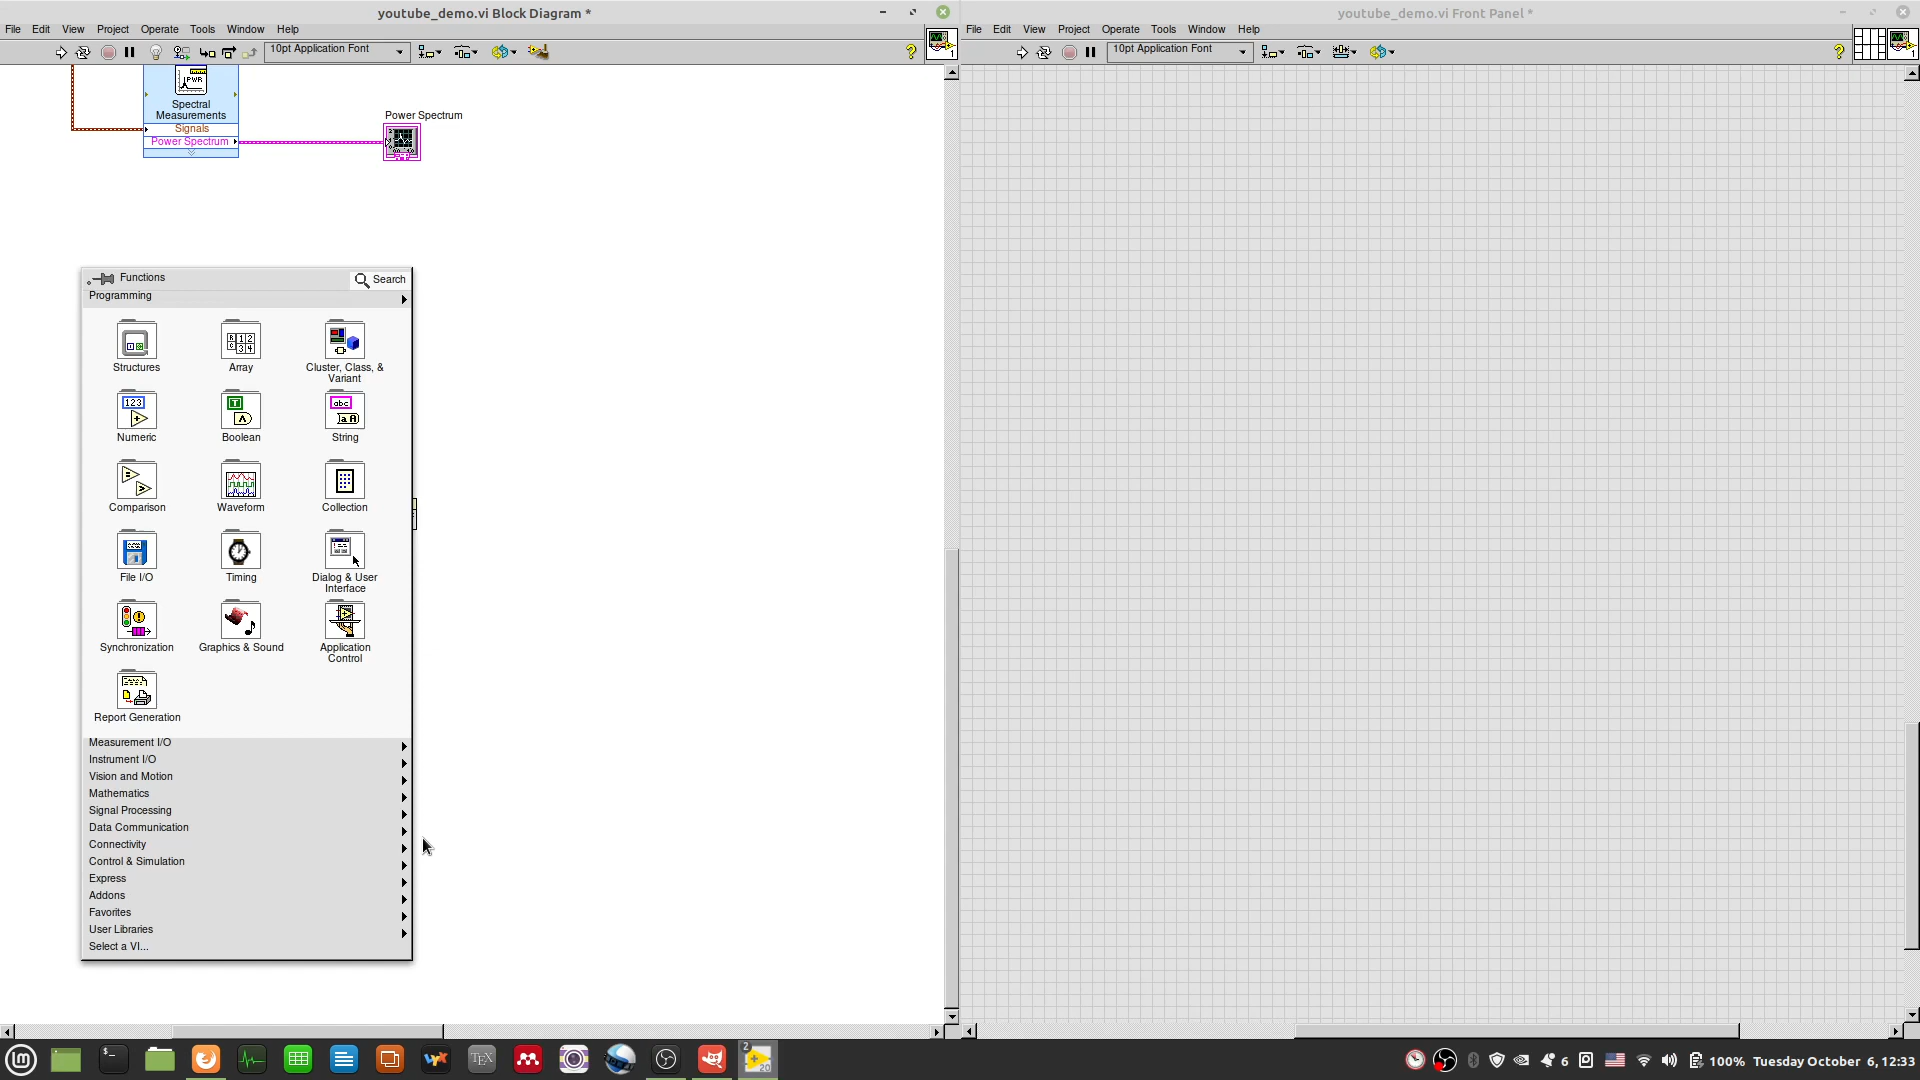 youtube_demo.vi Block Diagram *
youtube_demo.vi Front Panel *
File Edit View Project Operate Tools Window Help
File Edit View Project Operate Tools Window Help
10pt Application Font
10pt Application Font
PWR
Spectral
Measurements
Signals
Power Spectrum
Power Spectrum
Functions
Search
Programming
Structures
Array
Cluster, Class, &
Variant
Numeric
Boolean
String
Comparison
Waveform
Collection
File I/O
Timing
Dialog & User
Interface
Synchronization
Graphics & Sound
Application
Control
Report Generation
Measurement I/O
Instrument I/O
Vision and Motion
Mathematics
Signal Processing
Data Communication
Connectivity
Control & Simulation
Express
Addons
Favorites
User Libraries
Select a VI...
6
100%
Tuesday October 6, 12:33